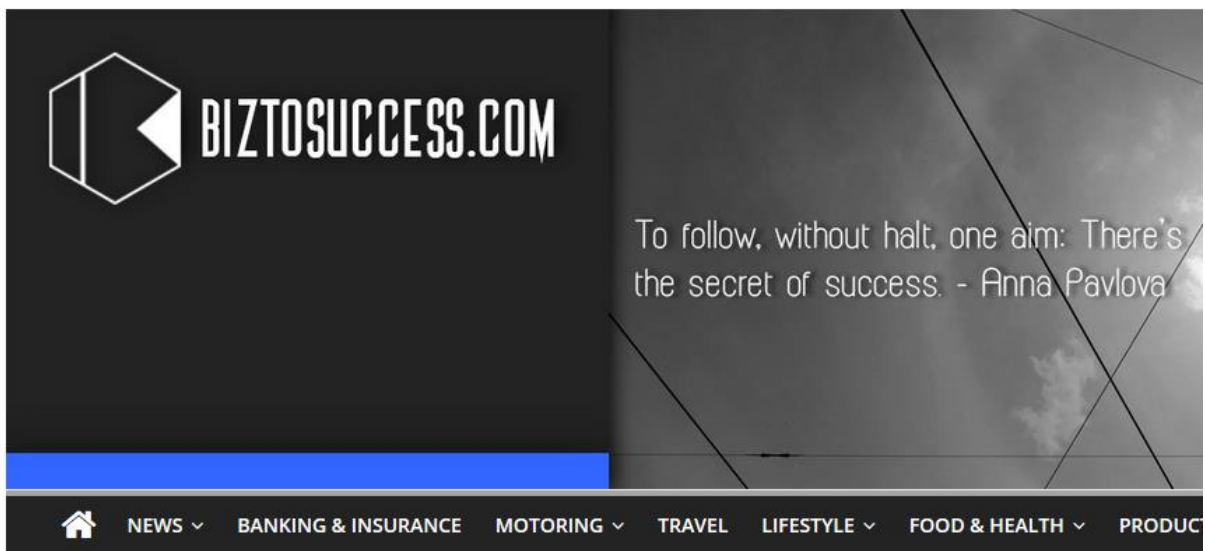 BIZTOSUCCESS.COM
To follow, without halt, one aim: There's
the secret of success. - Anna Pavlova
NEWS BANKING & INSURANCE MOTORING TRAVEL LIFESTYLE FOOD & HEALTH PRODUCT